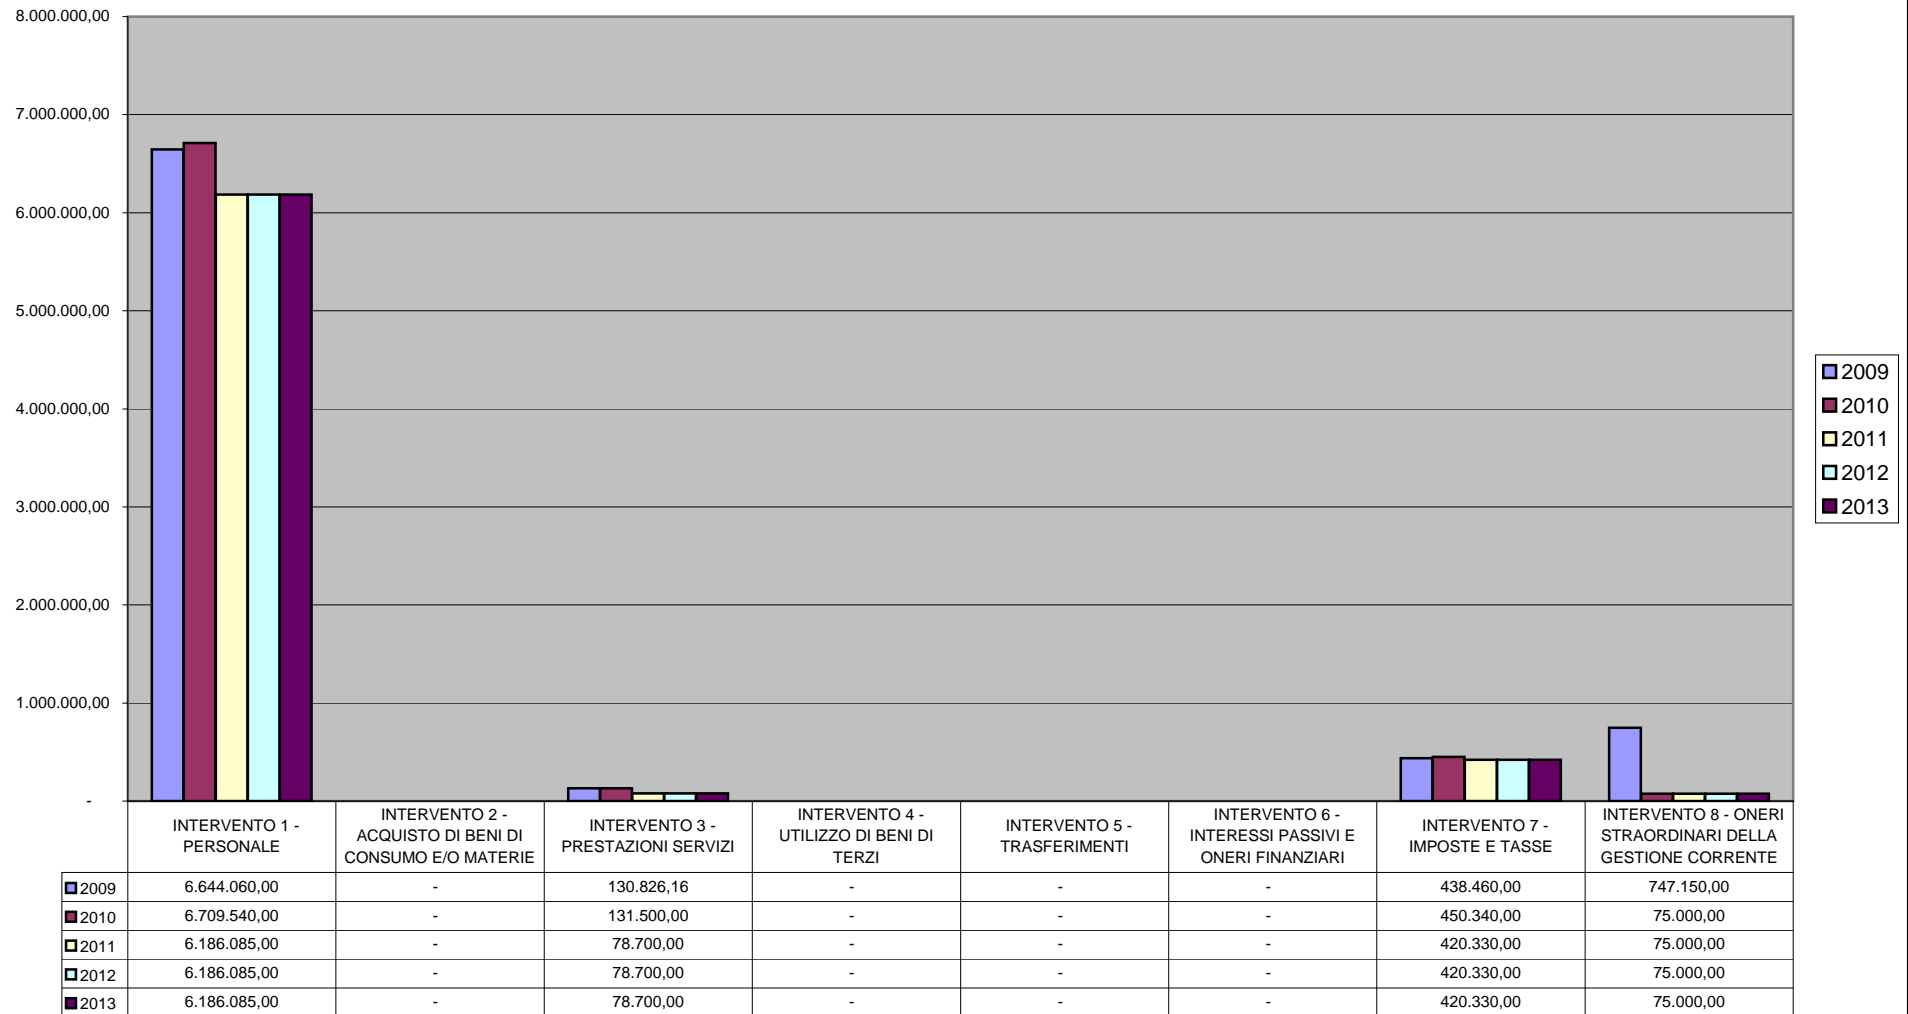 8.000.000,00
7.000.000,00
6.000.000,00
5.000.000,00
4.000.000,00
3.000.000,00
2.000.000,00
1.000.000,00
-
2009
2010
2011
2012
2013
INTERVENTO 1 -
PERSONALE
INTERVENTO 2 -
ACQUISTO DI BENI DI
CONSUMO E/O MATERIE
INTERVENTO 3 -
PRESTAZIONI SERVIZI
INTERVENTO 4 -
UTILIZZO DI BENI DI
TERZI
INTERVENTO 5 -
TRASFERIMENTI
INTERVENTO 6 -
INTERESSI PASSIVI E
ONERI FINANZIARI
INTERVENTO 7 -
IMPOSTE E TASSE
INTERVENTO 8 - ONERI
STRAORDINARI DELLA
GESTIONE CORRENTE
2009 6.644.060,00 - 130.826,16 - - - 438.460,00 747.150,00
2010 6.709.540,00 - 131.500,00 - - - 450.340,00 75.000,00
2011 6.186.085,00 - 78.700,00 - - - 420.330,00 75.000,00
2012 6.186.085,00 - 78.700,00 - - - 420.330,00 75.000,00
2013 6.186.085,00 - 78.700,00 - - - 420.330,00 75.000,00